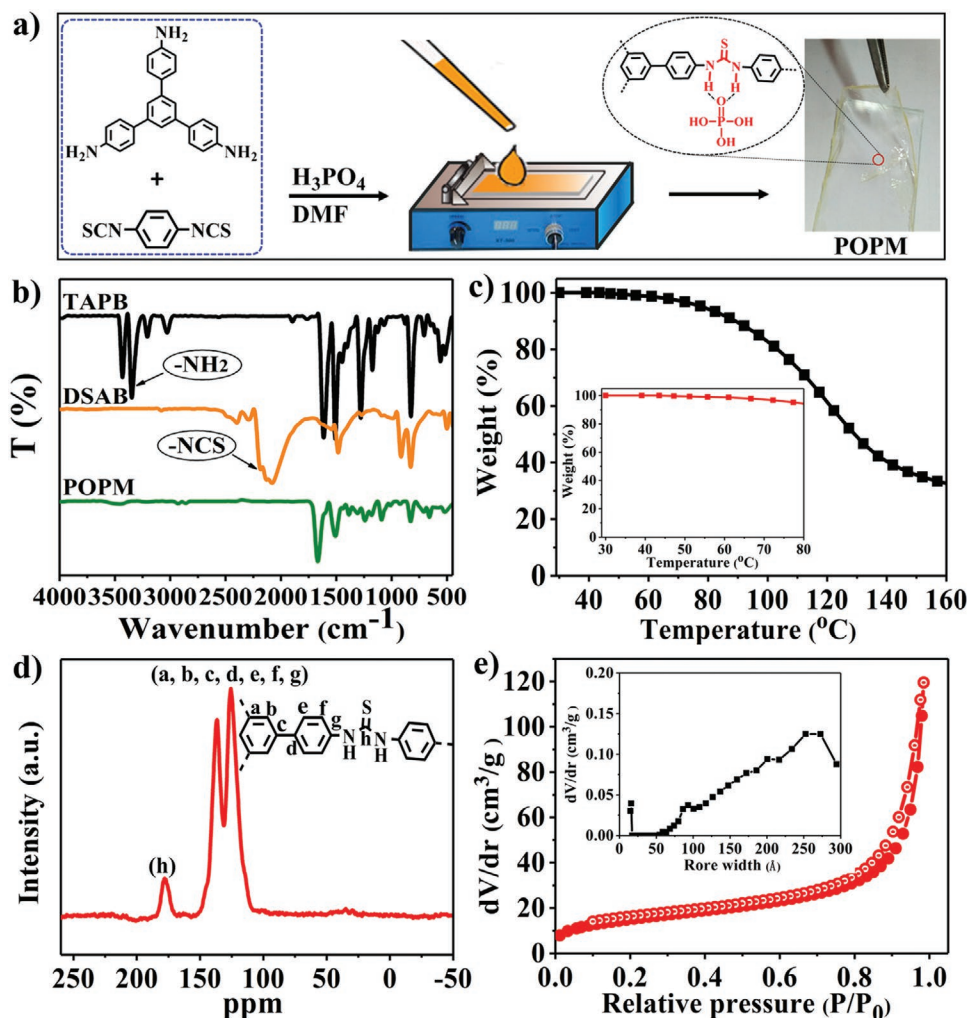 a)
NH2
H2N
NH2
+
SCN
NCS
H3PO4
DMF
S
N
N
H
H
O
HO-P-OH
OH
POPM
b)
TAPB
-NH2
DSAB
-NCS
POPM
T (%)
4000 3500 3000 2500 2000 1500 1000 500
Wavenumber (cm-1)
c)
100
80
60
40
20
0
Weight (%)
40 60 80 100 120 140 160
Temperature (oC)
100
80
60
40
20
0
Weight (%)
30 40 50 60 70 80
Temperature (oC)
d)
(a, b, c, d, e, f, g)
a b c d e f g
S
h
N
H
N
H
(h)
Intensity (a.u.)
250 200 150 100 50 0 -50
ppm
e)
120
100
80
60
40
20
0
dV/dr (cm3/g)
0.0 0.2 0.4 0.6 0.8 1.0
Relative pressure (P/P0)
0.20
0.15
0.10
0.05
0.00
dV/dr (cm3/g)
0 50 100 150 200 250 300
Rore width (Å)